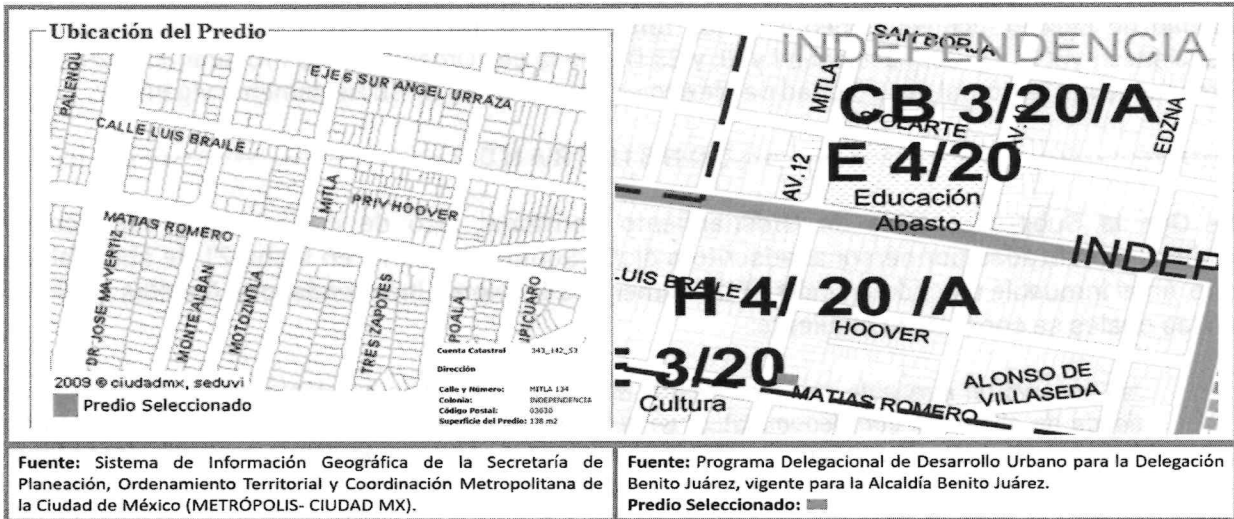 Ubicación del Predio
PALENQU
EJE 6 SUR ANGEL URRAZA
CALLE LUIS BRAILE
MITLA
PRIV HOOVER
MATIAS ROMERO
DR JOSE MA VERTIZ
MONTE ALBAN
MOTOZINTLA
TRES ZAPOTES
POALA
IPICUARO
Cuenta Catastral 343_142_53
Dirección
Calle y Número: MITLA 134
Colonia: INDEPENDENCIA
Código Postal: 03630
Superficie del Predio: 138 m2
2009 © ciudadmx, seduvi
Predio Seleccionado
SAN BORJA
INDEPENDENCIA
MITLA
CB 3/20/A
S OLARTE
EDZNA
AV.12
E 4/20
Educación
Abasto
INDEP
LUIS BRAILE
H 4/ 20 /A
HOOVER
E 3/20
Cultura
MATIAS ROMERO
ALONSO DE
VILLASEDA
Fuente: Sistema de Información Geográfica de la Secretaría de
Planeación, Ordenamiento Territorial y Coordinación Metropolitana de
la Ciudad de México (METRÓPOLIS- CIUDAD MX).
Fuente: Programa Delegacional de Desarrollo Urbano para la Delegación
Benito Juárez, vigente para la Alcaldía Benito Juárez.
Predio Seleccionado: